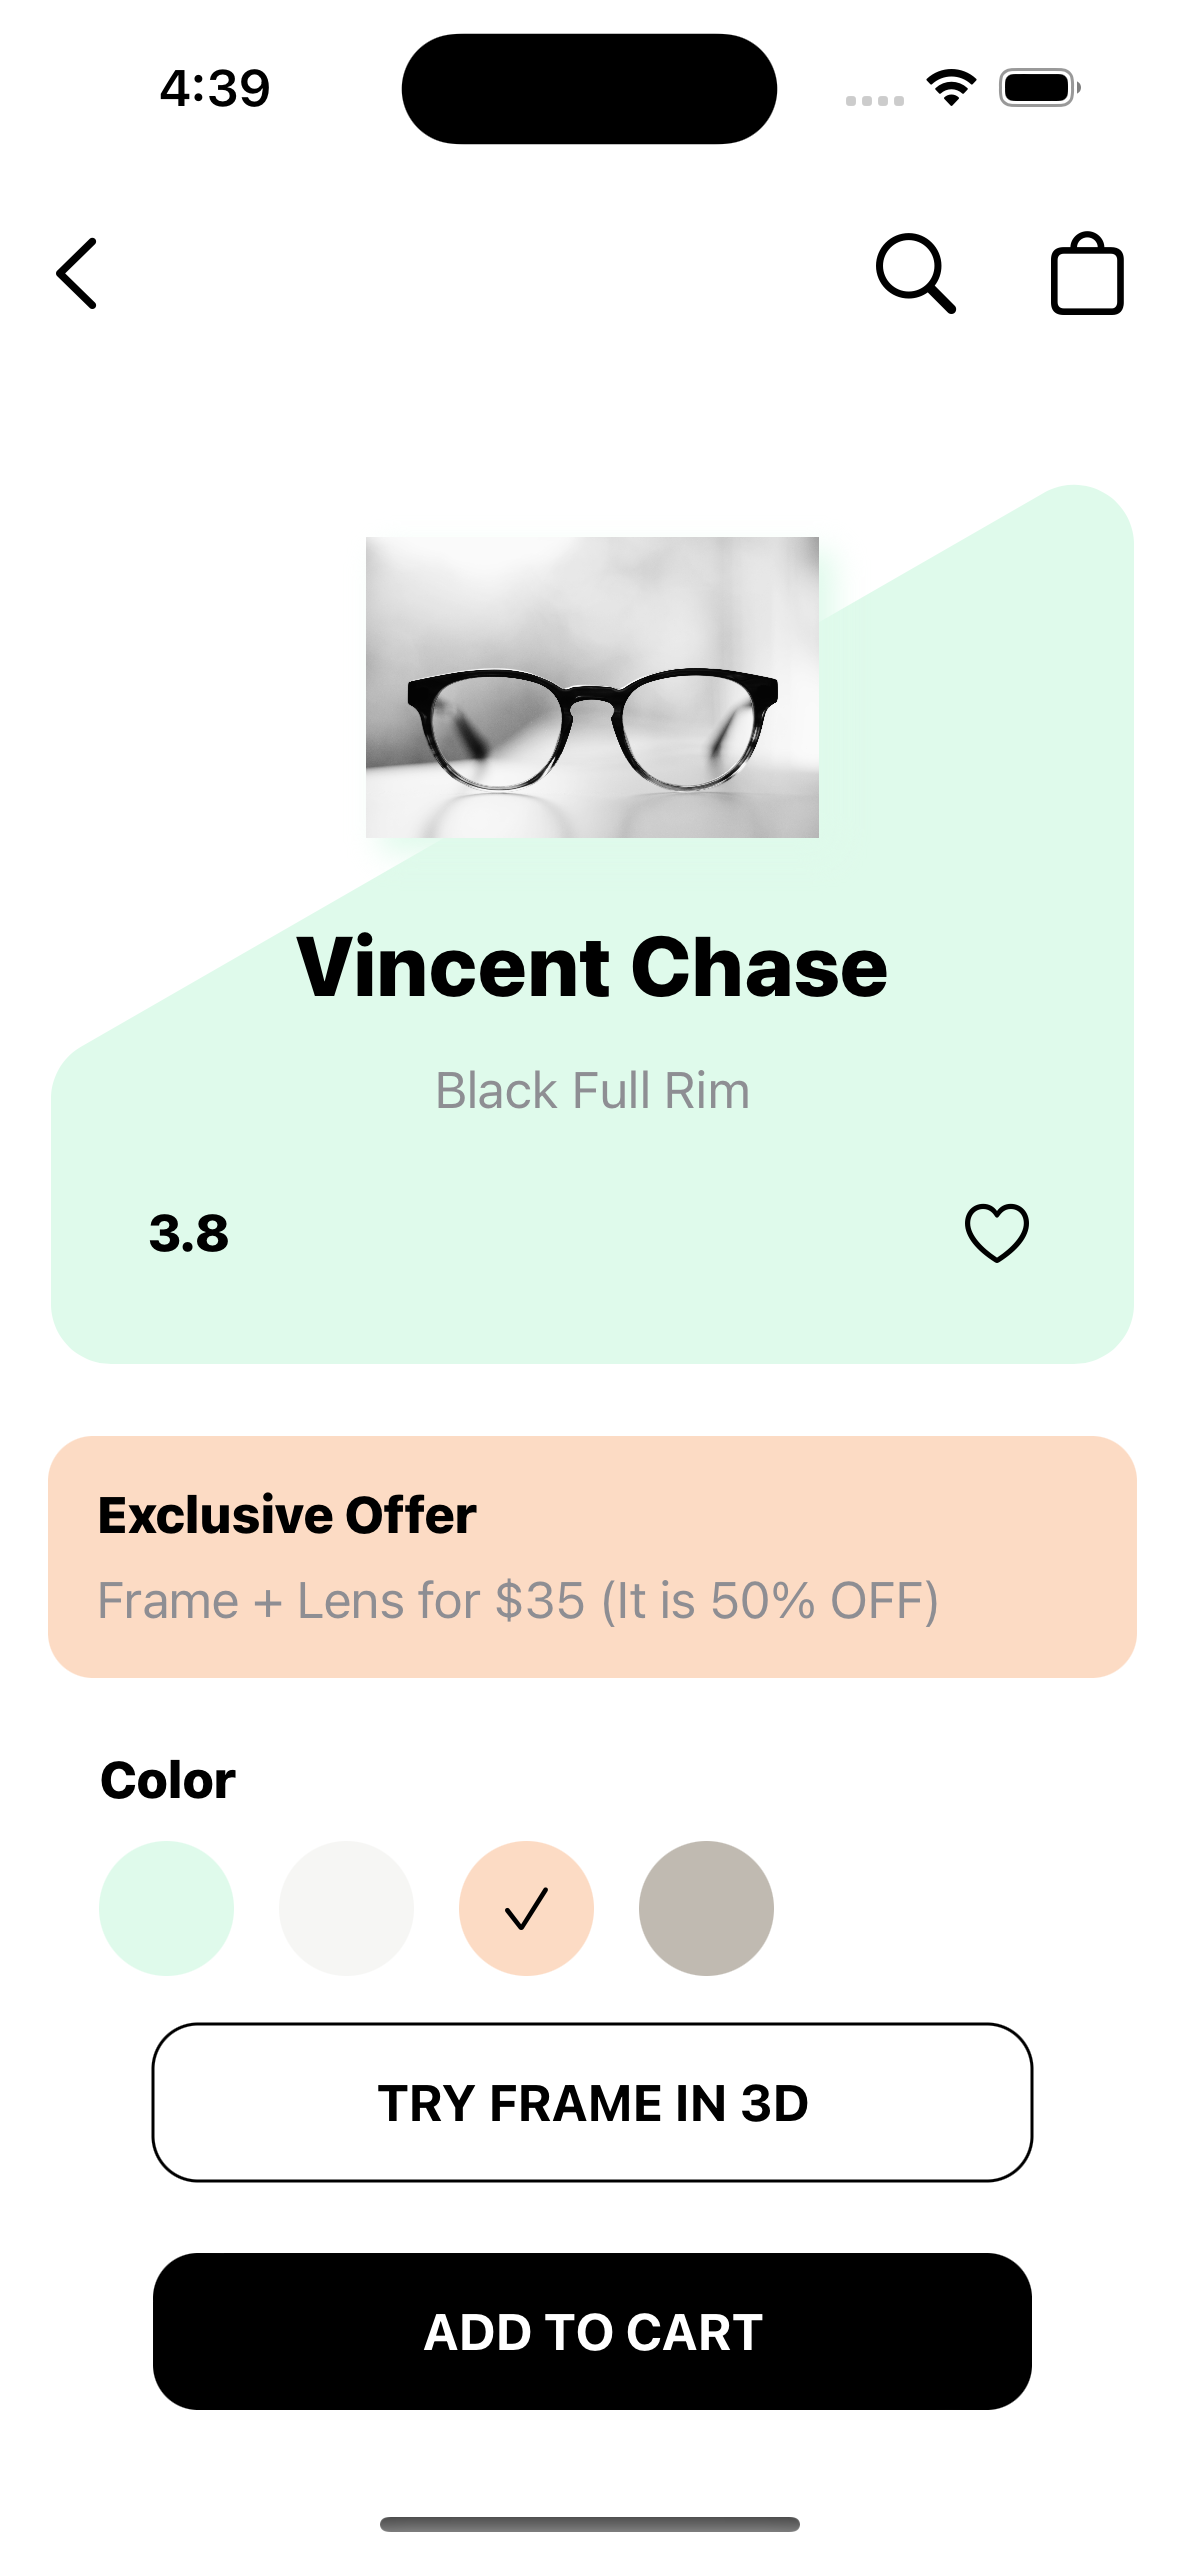 4:39
Vincent Chase
Black Full Rim
3.8
Exclusive Offer
Frame + Lens for $35 (It is 50% OFF)
Color
TRY FRAME IN 3D
ADD TO CART